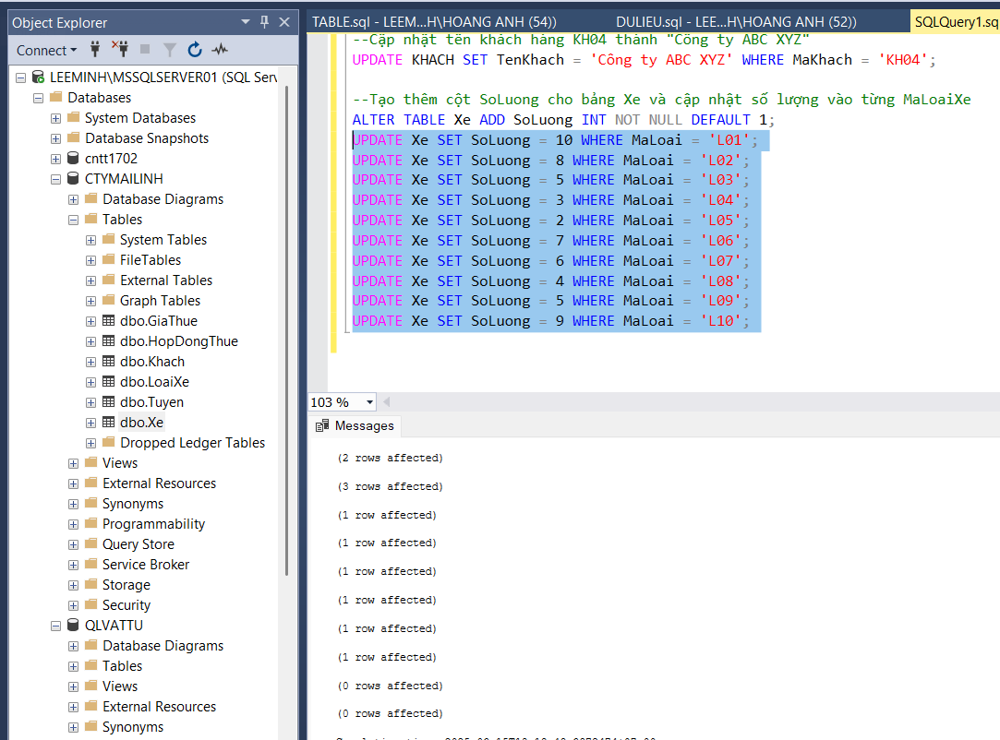 Object Explorer
Connect
LEEMINH\MSSQLSERVER01 (SQL Serv
Databases
System Databases
Database Snapshots
cntt1702
CTYMAILINH
Database Diagrams
Tables
System Tables
FileTables
External Tables
Graph Tables
dbo.GiaThue
dbo.HopDongThue
dbo.Khach
dbo.LoaiXe
dbo.Tuyen
dbo.Xe
Dropped Ledger Tables
Views
External Resources
Synonyms
Programmability
Query Store
Service Broker
Storage
Security
QLVATTU
Database Diagrams
Tables
Views
External Resources
Synonyms
TABLE.sql - LEEM...H\HOANG ANH (54)) DULIEU.sql - LEE...H\HOANG ANH (52)) SQLQuery1.sq
--Cập nhật tên khách hàng KH04 thành "Công ty ABC XYZ"
UPDATE KHACH SET TenKhach = 'Công ty ABC XYZ' WHERE MaKhach = 'KH04';
--Tạo thêm cột SoLuong cho bảng Xe và cập nhật số lượng vào từng MaLoaiXe
ALTER TABLE Xe ADD SoLuong INT NOT NULL DEFAULT 1;
UPDATE Xe SET SoLuong = 10 WHERE MaLoai = 'L01';
UPDATE Xe SET SoLuong = 8 WHERE MaLoai = 'L02';
UPDATE Xe SET SoLuong = 5 WHERE MaLoai = 'L03';
UPDATE Xe SET SoLuong = 3 WHERE MaLoai = 'L04';
UPDATE Xe SET SoLuong = 2 WHERE MaLoai = 'L05';
UPDATE Xe SET SoLuong = 7 WHERE MaLoai = 'L06';
UPDATE Xe SET SoLuong = 6 WHERE MaLoai = 'L07';
UPDATE Xe SET SoLuong = 4 WHERE MaLoai = 'L08';
UPDATE Xe SET SoLuong = 5 WHERE MaLoai = 'L09';
UPDATE Xe SET SoLuong = 9 WHERE MaLoai = 'L10';
103 %
Messages
(2 rows affected)
(3 rows affected)
(1 row affected)
(1 row affected)
(1 row affected)
(1 row affected)
(1 row affected)
(1 row affected)
(0 rows affected)
(0 rows affected)